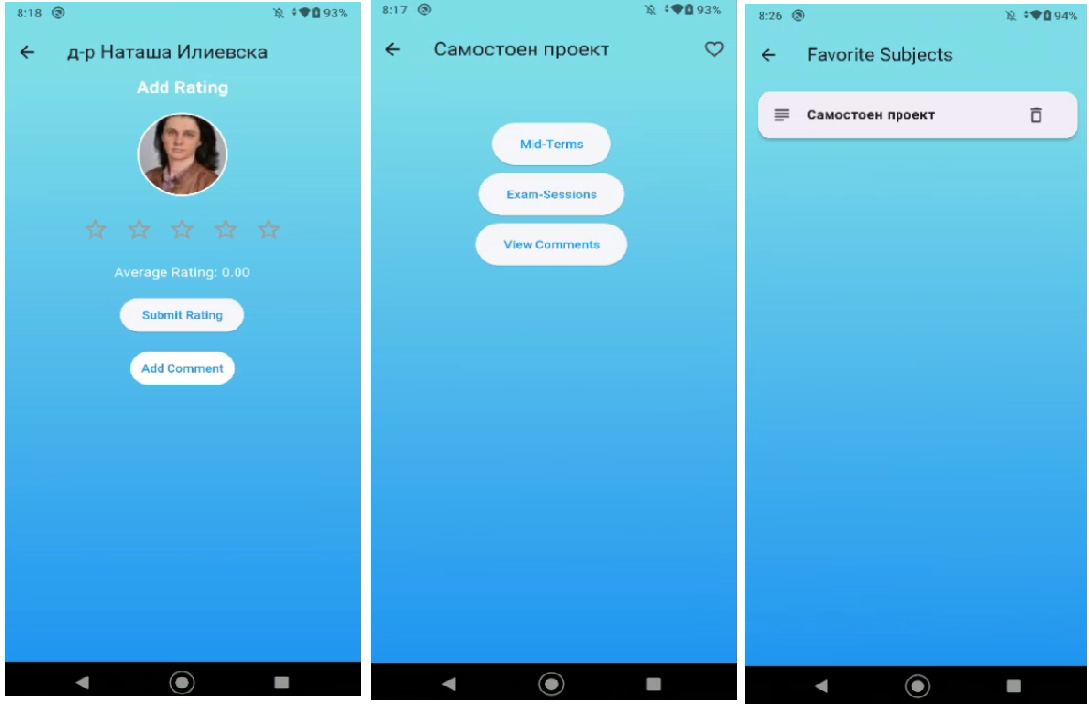 8:18 93%
д-р Наташа Илиевска
Add Rating
Average Rating: 0.00
Submit Rating
Add Comment
8:17 93%
Самостоен проект
Mid-Terms
Exam-Sessions
View Comments
8:26 94%
Favorite Subjects
Самостоен проект